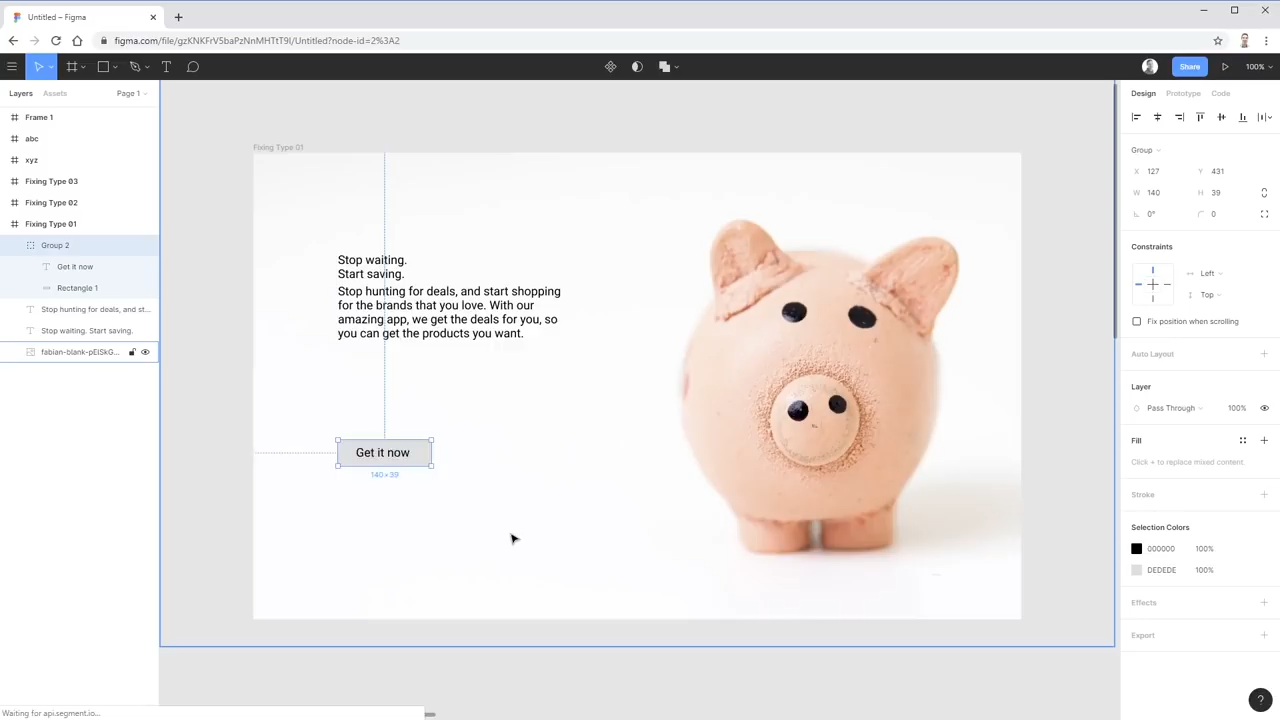 Untitled – Figma
figma.com/file/gzKNKFrV5baPzNnMHTtT9l/Untitled?node-id=2%3A2
Share
100%
Layers
Assets
Page 1
Frame 1
abc
xyz
Fixing Type 03
Fixing Type 02
Fixing Type 01
Group 2
Get it now
Rectangle 1
Stop hunting for deals, and st...
Stop waiting. Start saving.
fabian-blank-pElSkG...
Fixing Type 01
Stop waiting.
Start saving.
Stop hunting for deals, and start shopping
for the brands that you love. With our
amazing app, we get the deals for you, so
you can get the products you want.
Get it now
140 × 39
Design
Prototype
Code
Group
X 127 Y 431
W 140 H 39
0° 0
Constraints
Left
Top
Fix position when scrolling
Auto Layout
Layer
Pass Through 100%
Fill
Click + to replace mixed content.
Stroke
Selection Colors
000000 100%
DEDEDE 100%
Effects
Export
?
Waiting for api.segment.io...